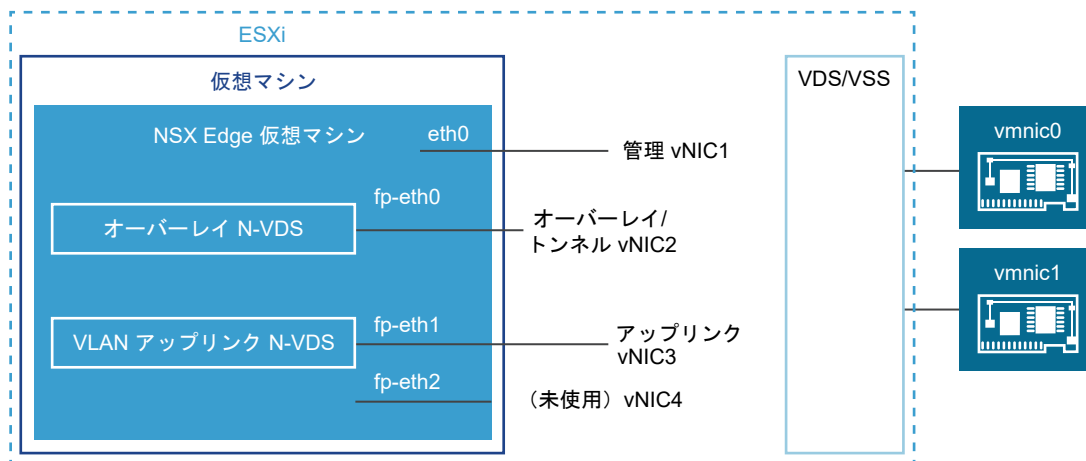 ESXi
仮想マシン
NSX Edge 仮想マシン
eth0
管理 vNIC1
fp-eth0
オーバーレイ N-VDS
オーバーレイ/
トンネル vNIC2
fp-eth1
VLAN アップリンク N-VDS
アップリンク
vNIC3
fp-eth2
（未使用）vNIC4
VDS/VSS
vmnic0
vmnic1